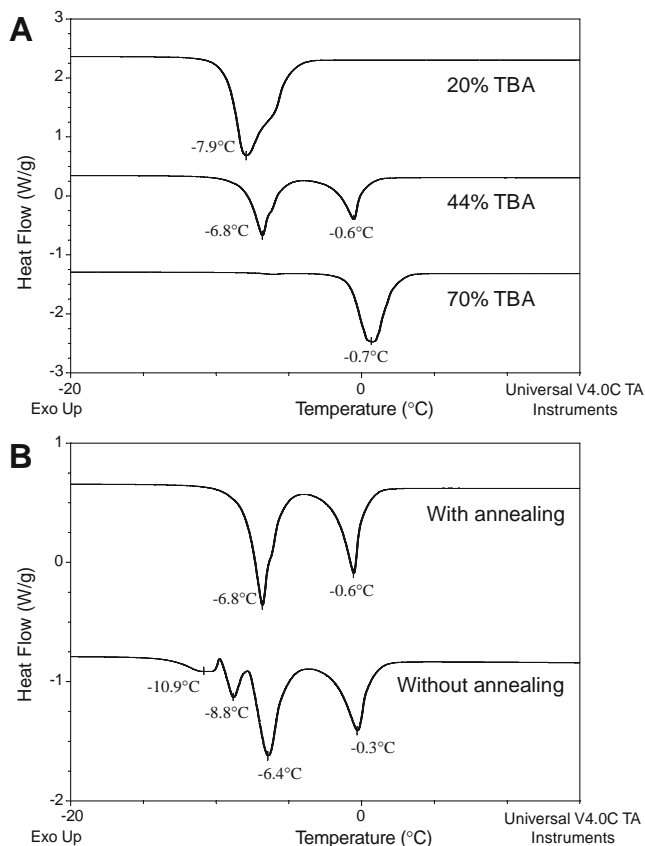 A
3
2
20% TBA
1
-7.9°C
0
44% TBA
-6.8°C
-0.6°C
-1
70% TBA
-2
-0.7°C
-3
Heat Flow (W/g)
-20
0
Exo Up
Temperature (°C)
Universal V4.0C TA
Instruments
B
1
With annealing
0
-6.8°C
-0.6°C
Without annealing
-1
-10.9°C
-8.8°C
-0.3°C
-6.4°C
-2
Heat Flow (W/g)
-20
0
Exo Up
Temperature (°C)
Universal V4.0C TA
Instruments